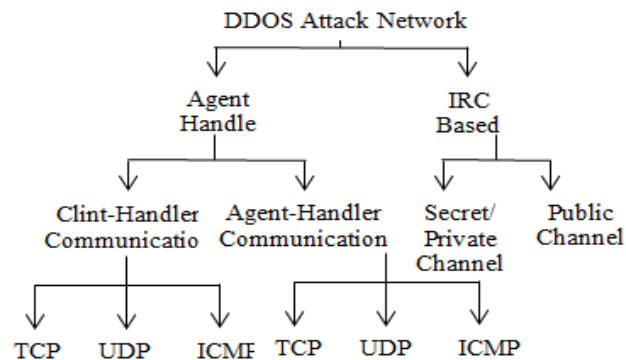 DDOS Attack Network
Agent
Handle
IRC
Based
Clint-Handler
Communicatio
Agent-Handler
Communication
Secret/
Private
Channel
Public
Channel
TCP UDP ICMP TCP UDP ICMP